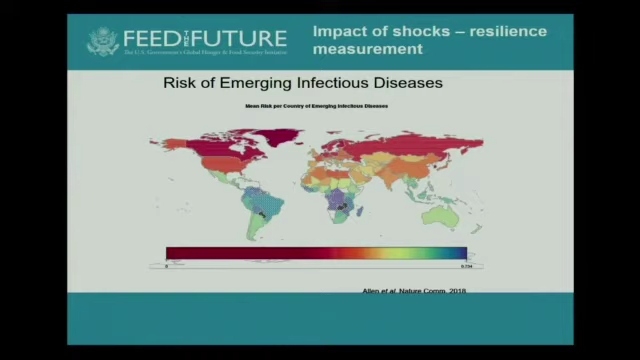 FEED THE FUTURE
The U.S. Government's Global Hunger & Food Security Initiative
Impact of shocks – resilience
measurement
Risk of Emerging Infectious Diseases
Mean Risk per Country of Emerging Infectious Diseases
0
Allen et al. Nature Comm. 2018